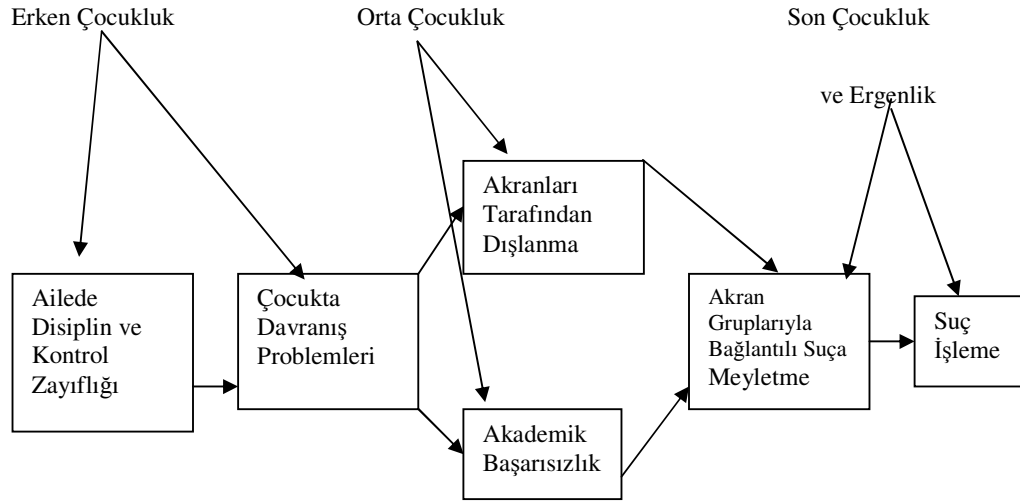 Erken Çocukluk
Orta Çocukluk
Son Çocukluk
ve Ergenlik
Ailede
Disiplin ve
Kontrol
Zayıflığı
Çocukta
Davranış
Problemleri
Akranları
Tarafından
Dışlanma
Akademik
Başarısızlık
Akran
Gruplarıyla
Bağlantılı Suça
Meyletme
Suç
İşleme